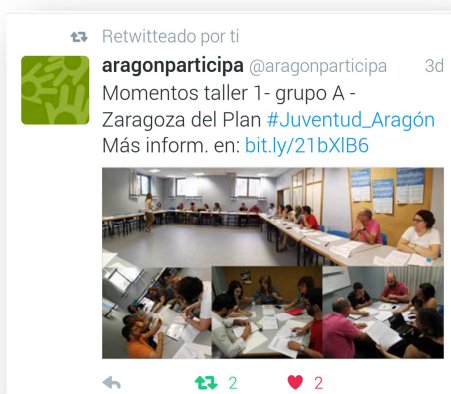 Retwitteado por ti
aragonparticipa @aragonparticipa 3d
Momentos taller 1- grupo A -
Zaragoza del Plan #Juventud_Aragón
Más inform. en: bit.ly/21bXlB6
2 2